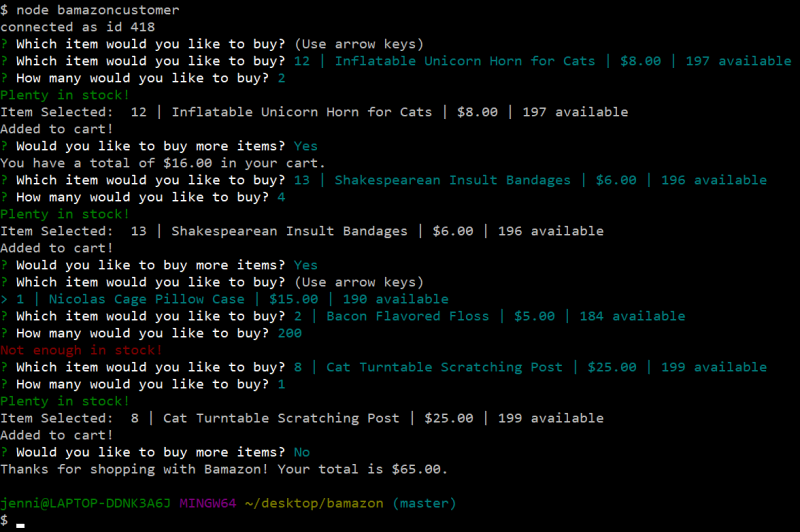 $ node bamazoncustomer
connected as id 418
? Which item would you like to buy? (Use arrow keys)
? Which item would you like to buy? 12 | Inflatable Unicorn Horn for Cats | $8.00 | 197 available
? How many would you like to buy? 2
Plenty in stock!
Item Selected:  12 | Inflatable Unicorn Horn for Cats | $8.00 | 197 available
Added to cart!
? Would you like to buy more items? Yes
You have a total of $16.00 in your cart.
? Which item would you like to buy? 13 | Shakespearean Insult Bandages | $6.00 | 196 available
? How many would you like to buy? 4
Plenty in stock!
Item Selected:  13 | Shakespearean Insult Bandages | $6.00 | 196 available
Added to cart!
? Would you like to buy more items? Yes
? Which item would you like to buy? (Use arrow keys)
> 1 | Nicolas Cage Pillow Case | $15.00 | 190 available
? Which item would you like to buy? 2 | Bacon Flavored Floss | $5.00 | 184 available
? How many would you like to buy? 200
Not enough in stock!
? Which item would you like to buy? 8 | Cat Turntable Scratching Post | $25.00 | 199 available
? How many would you like to buy? 1
Plenty in stock!
Item Selected:  8 | Cat Turntable Scratching Post | $25.00 | 199 available
Added to cart!
? Would you like to buy more items? No
Thanks for shopping with Bamazon! Your total is $65.00.
jenni@LAPTOP-DDNK3A6J MINGW64 ~/desktop/bamazon (master)
$